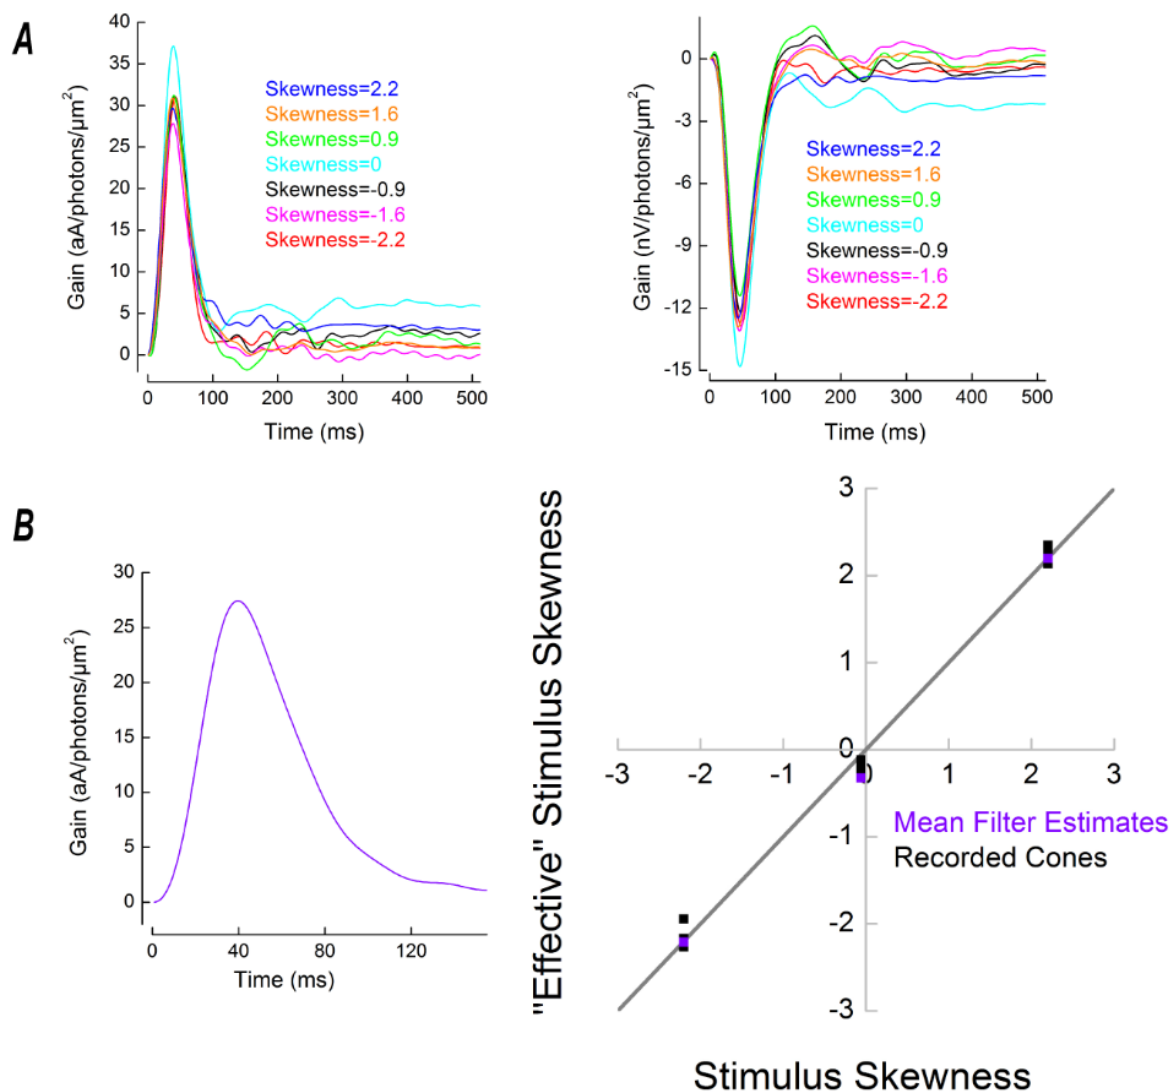 A
Gain (aA/photons/µm²)
40
35
30
25
20
15
10
5
0
0 100 200 300 400 500
Time (ms)
Skewness=2.2
Skewness=1.6
Skewness=0.9
Skewness=0
Skewness=-0.9
Skewness=-1.6
Skewness=-2.2
Gain (nV/photons/µm²)
0
-3
-6
-9
-12
-15
0 100 200 300 400 500
Time (ms)
Skewness=2.2
Skewness=1.6
Skewness=0.9
Skewness=0
Skewness=-0.9
Skewness=-1.6
Skewness=-2.2
B
Gain (aA/photons/µm²)
30
25
20
15
10
5
0
0 40 80 120
Time (ms)
"Effective" Stimulus Skewness
3
2
1
0
-3 -2 -1 0 1 2 3
-1
-2
-3
Mean Filter Estimates
Recorded Cones
Stimulus Skewness